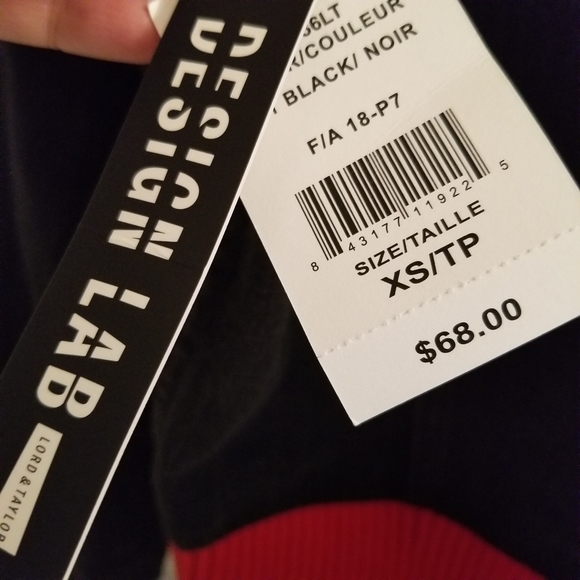 DESIGN LAB
LORD & TAYLOR
36LT
R/COULEUR
BLACK/ NOIR
F/A 18-P7
8 43177 11922 5
SIZE/TAILLE
XS/TP
$68.00